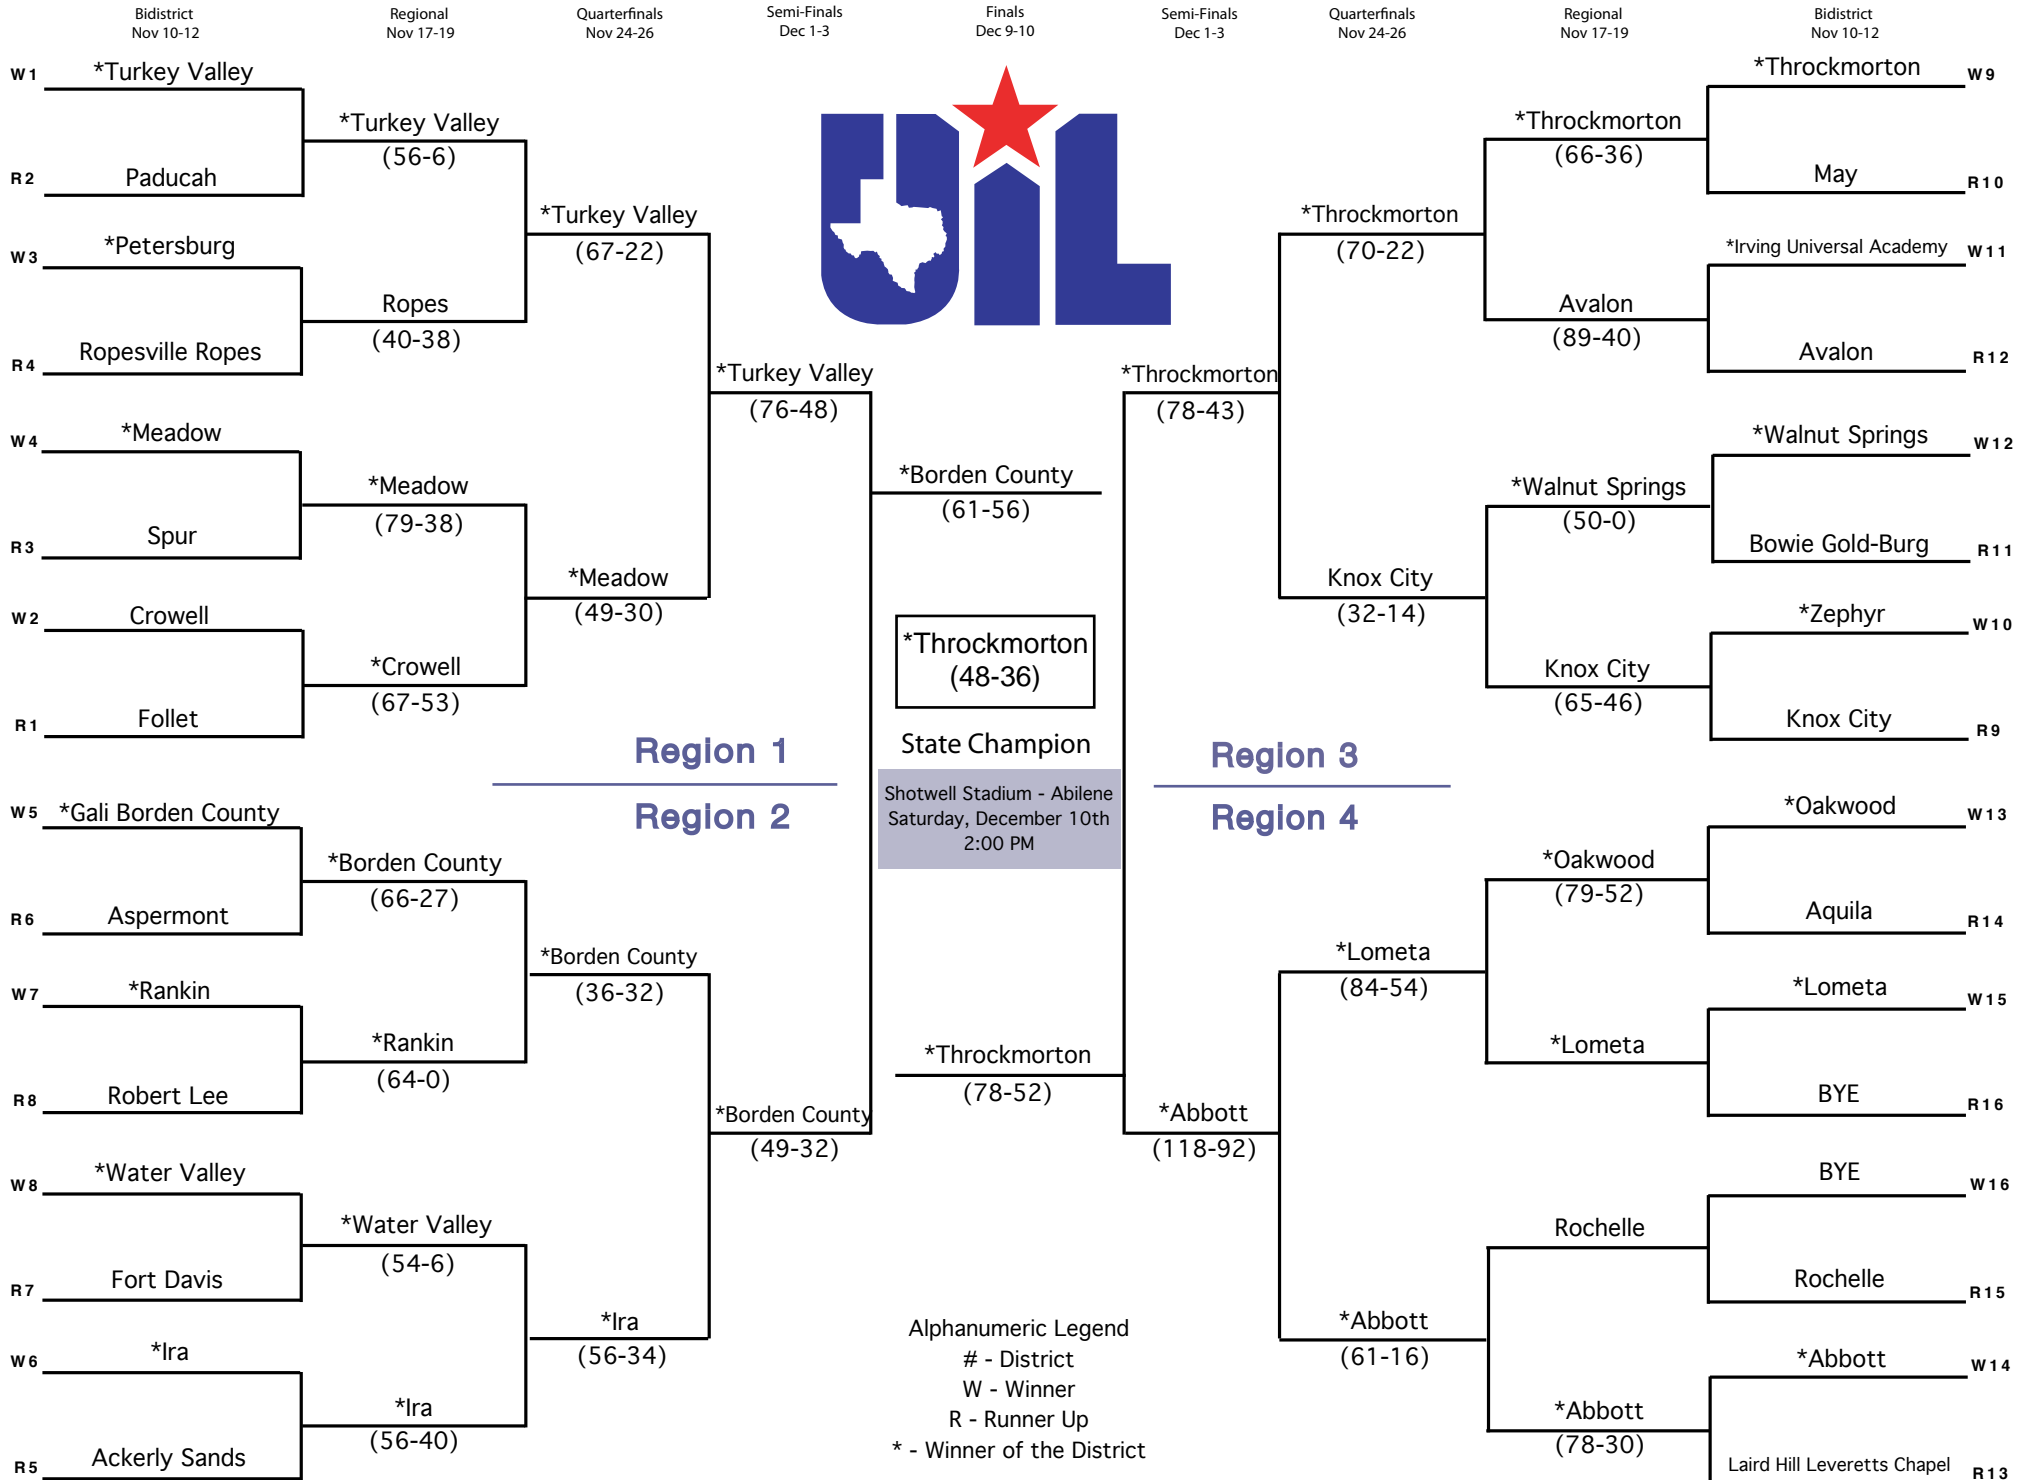 Bidistrict
Nov 10-12
Regional
Nov 17-19
Quarterfinals
Nov 24-26
Semi-Finals
Dec 1-3
Finals
Dec 9-10
Semi-Finals
Dec 1-3
Quarterfinals
Nov 24-26
Regional
Nov 17-19
Bidistrict
Nov 10-12
UIL
W1 *Turkey Valley
R2 Paducah
W3 *Petersburg
R4 Ropesville Ropes
W4 *Meadow
R3 Spur
W2 Crowell
R1 Follet
W5 *Gali Borden County
R6 Aspermont
W7 *Rankin
R8 Robert Lee
W8 *Water Valley
R7 Fort Davis
W6 *Ira
R5 Ackerly Sands
*Turkey Valley
(56-6)
Ropes
(40-38)
*Meadow
(79-38)
*Crowell
(67-53)
*Borden County
(66-27)
*Rankin
(64-0)
*Water Valley
(54-6)
*Ira
(56-40)
*Turkey Valley
(67-22)
*Meadow
(49-30)
Region 1
Region 2
*Borden County
(36-32)
*Ira
(56-34)
*Turkey Valley
(76-48)
*Borden County
(49-32)
*Borden County
(61-56)
*Throckmorton
(48-36)
State Champion
Shotwell Stadium - Abilene
Saturday, December 10th
2:00 PM
*Throckmorton
(78-52)
Alphanumeric Legend
# - District
W - Winner
R - Runner Up
* - Winner of the District
*Throckmorton
(78-43)
*Abbott
(118-92)
*Throckmorton
(70-22)
Knox City
(32-14)
Region 3
Region 4
*Lometa
(84-54)
*Abbott
(61-16)
*Throckmorton
(66-36)
Avalon
(89-40)
*Walnut Springs
(50-0)
Knox City
(65-46)
*Oakwood
(79-52)
*Lometa
Rochelle
*Abbott
(78-30)
*Throckmorton W9
May R10
*Irving Universal Academy W11
Avalon R12
*Walnut Springs W12
Bowie Gold-Burg R11
*Zephyr W10
Knox City R9
*Oakwood W13
Aquila R14
*Lometa W15
BYE R16
BYE W16
Rochelle R15
*Abbott W14
Laird Hill Leveretts Chapel R13